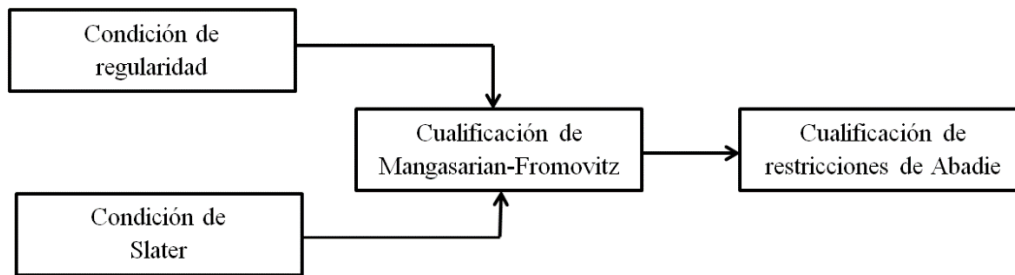 Condición de
regularidad
Cualificación de
Mangasarian-Fromovitz
Cualificación de
restricciones de Abadie
Condición de
Slater